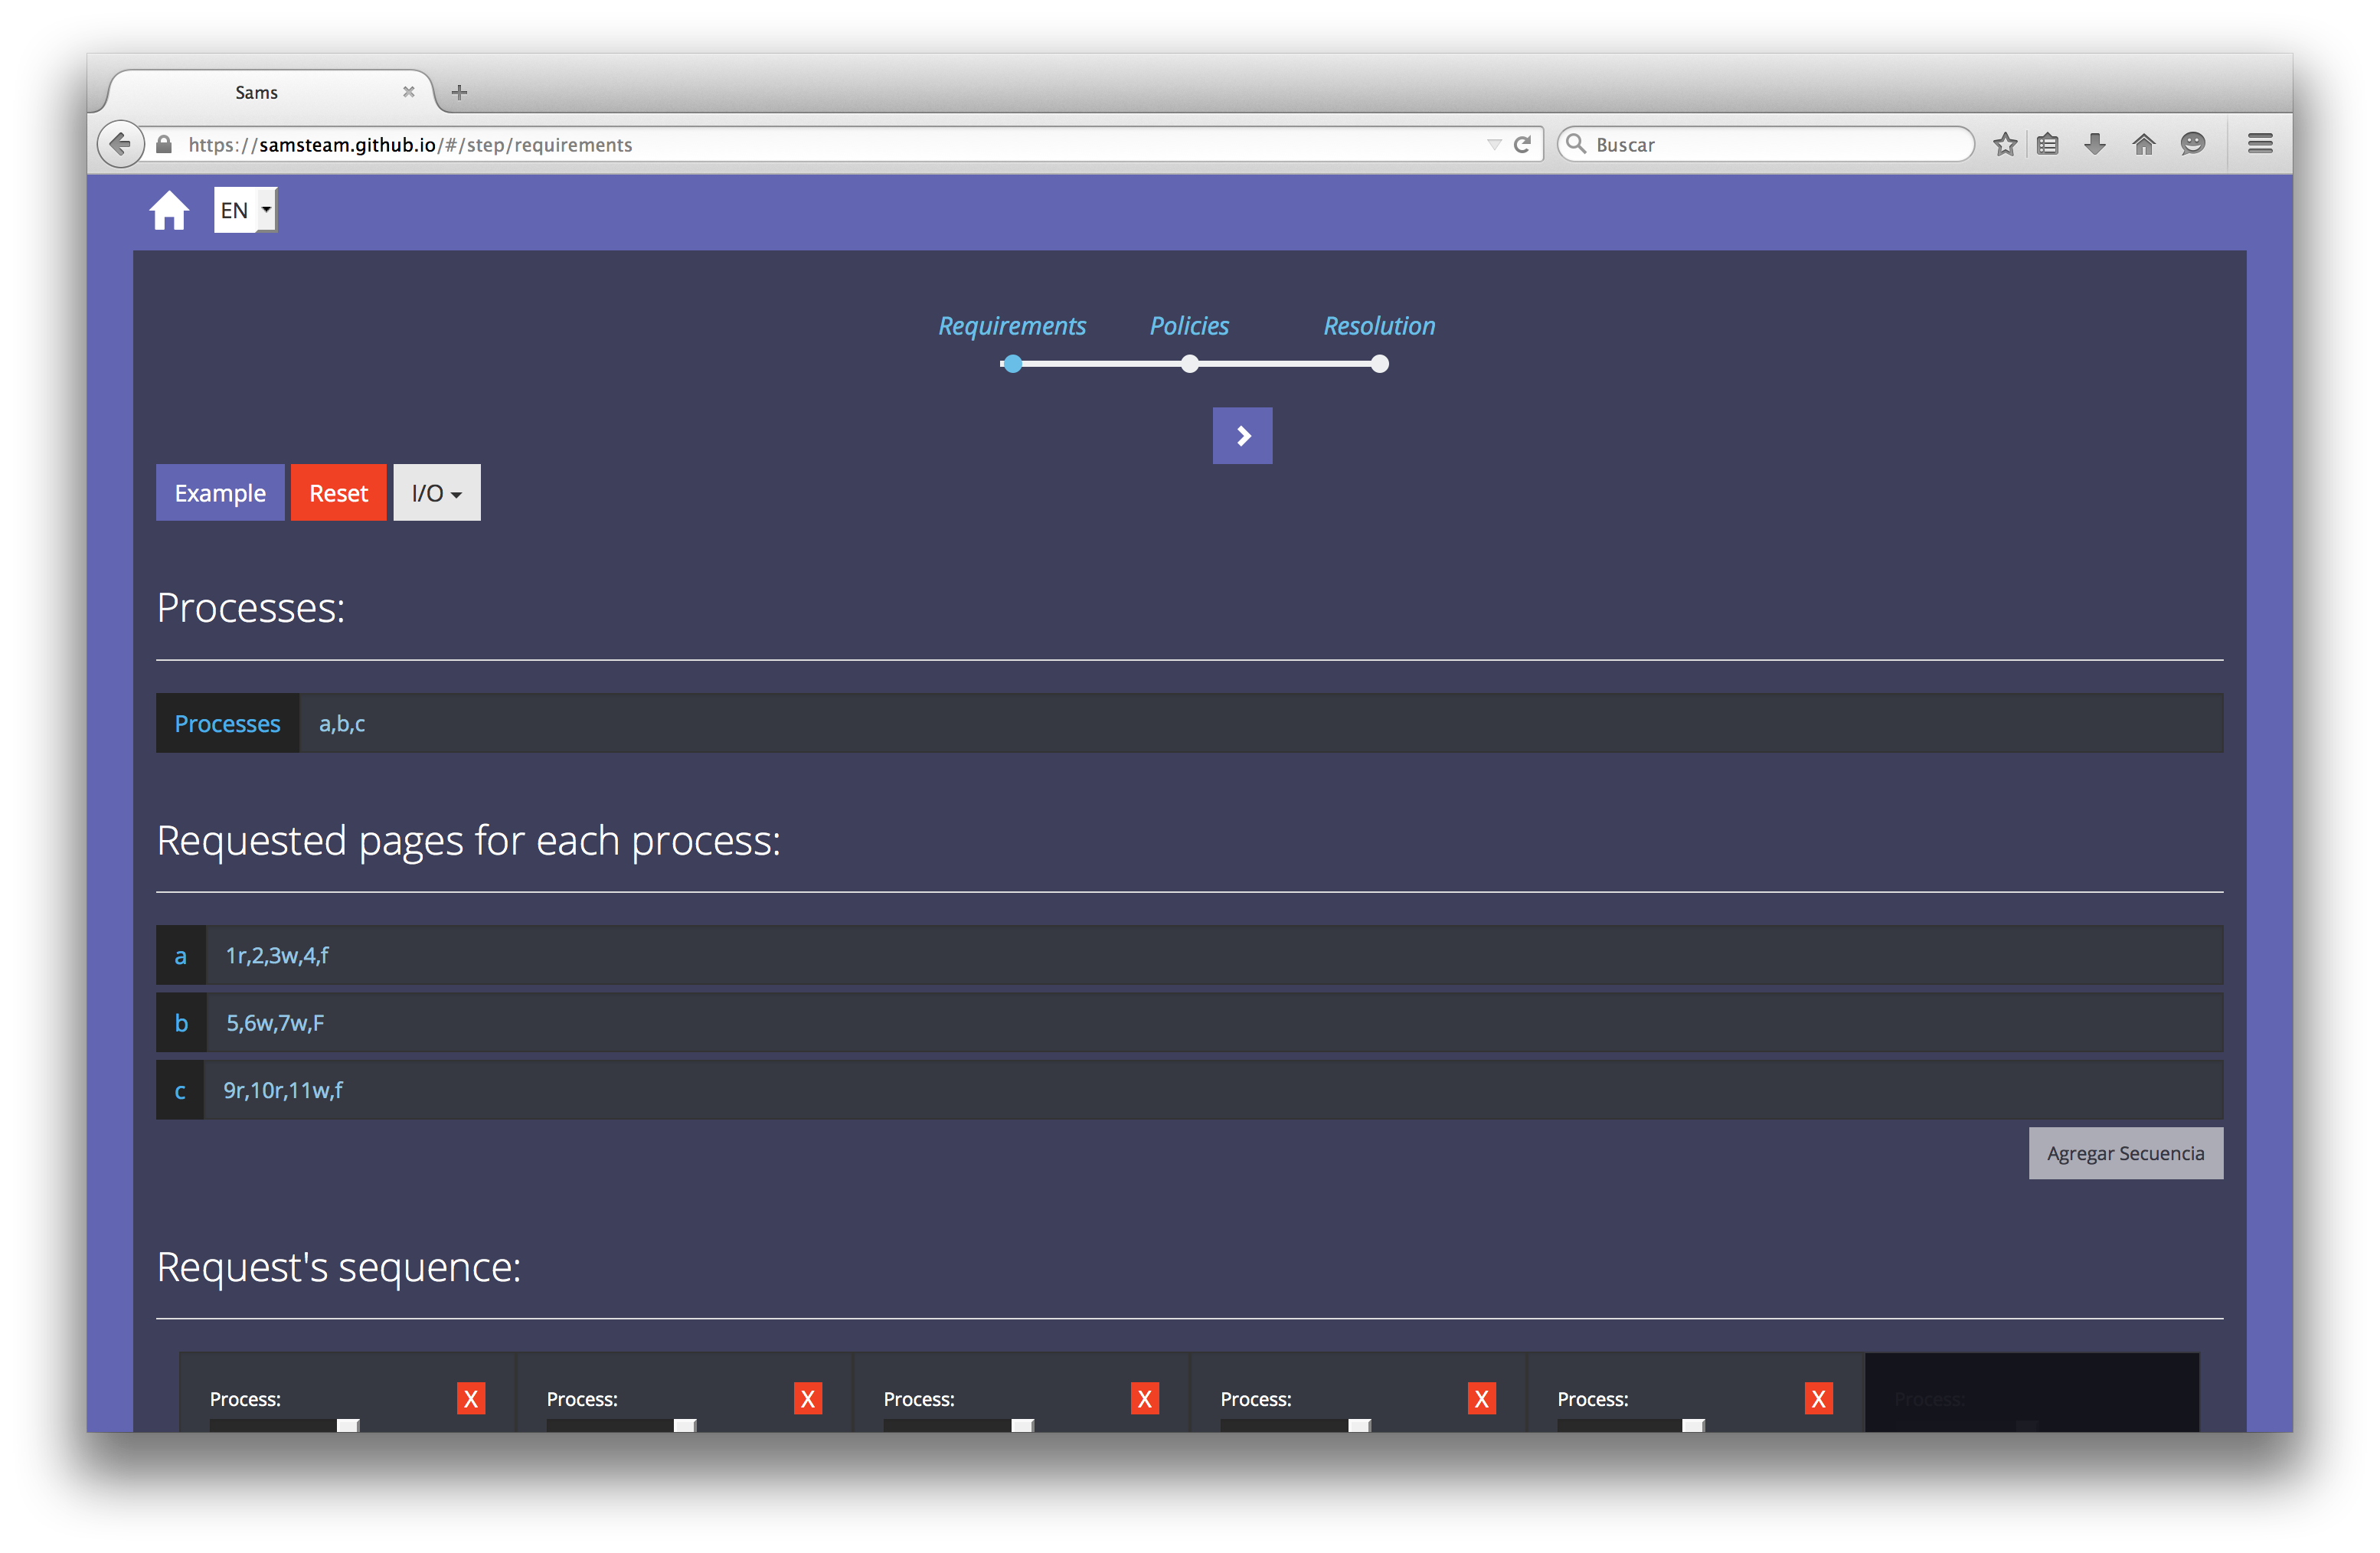 Sams
https://samsteam.github.io/#/step/requirements
Buscar
EN
Requirements Policies Resolution
Example Reset I/O
Processes:
Processes a,b,c
Requested pages for each process:
a 1r,2,3w,4,f
b 5,6w,7w,F
c 9r,10r,11w,f
Agregar Secuencia
Request's sequence:
Process: X Process: X Process: X Process: X Process: X Process: